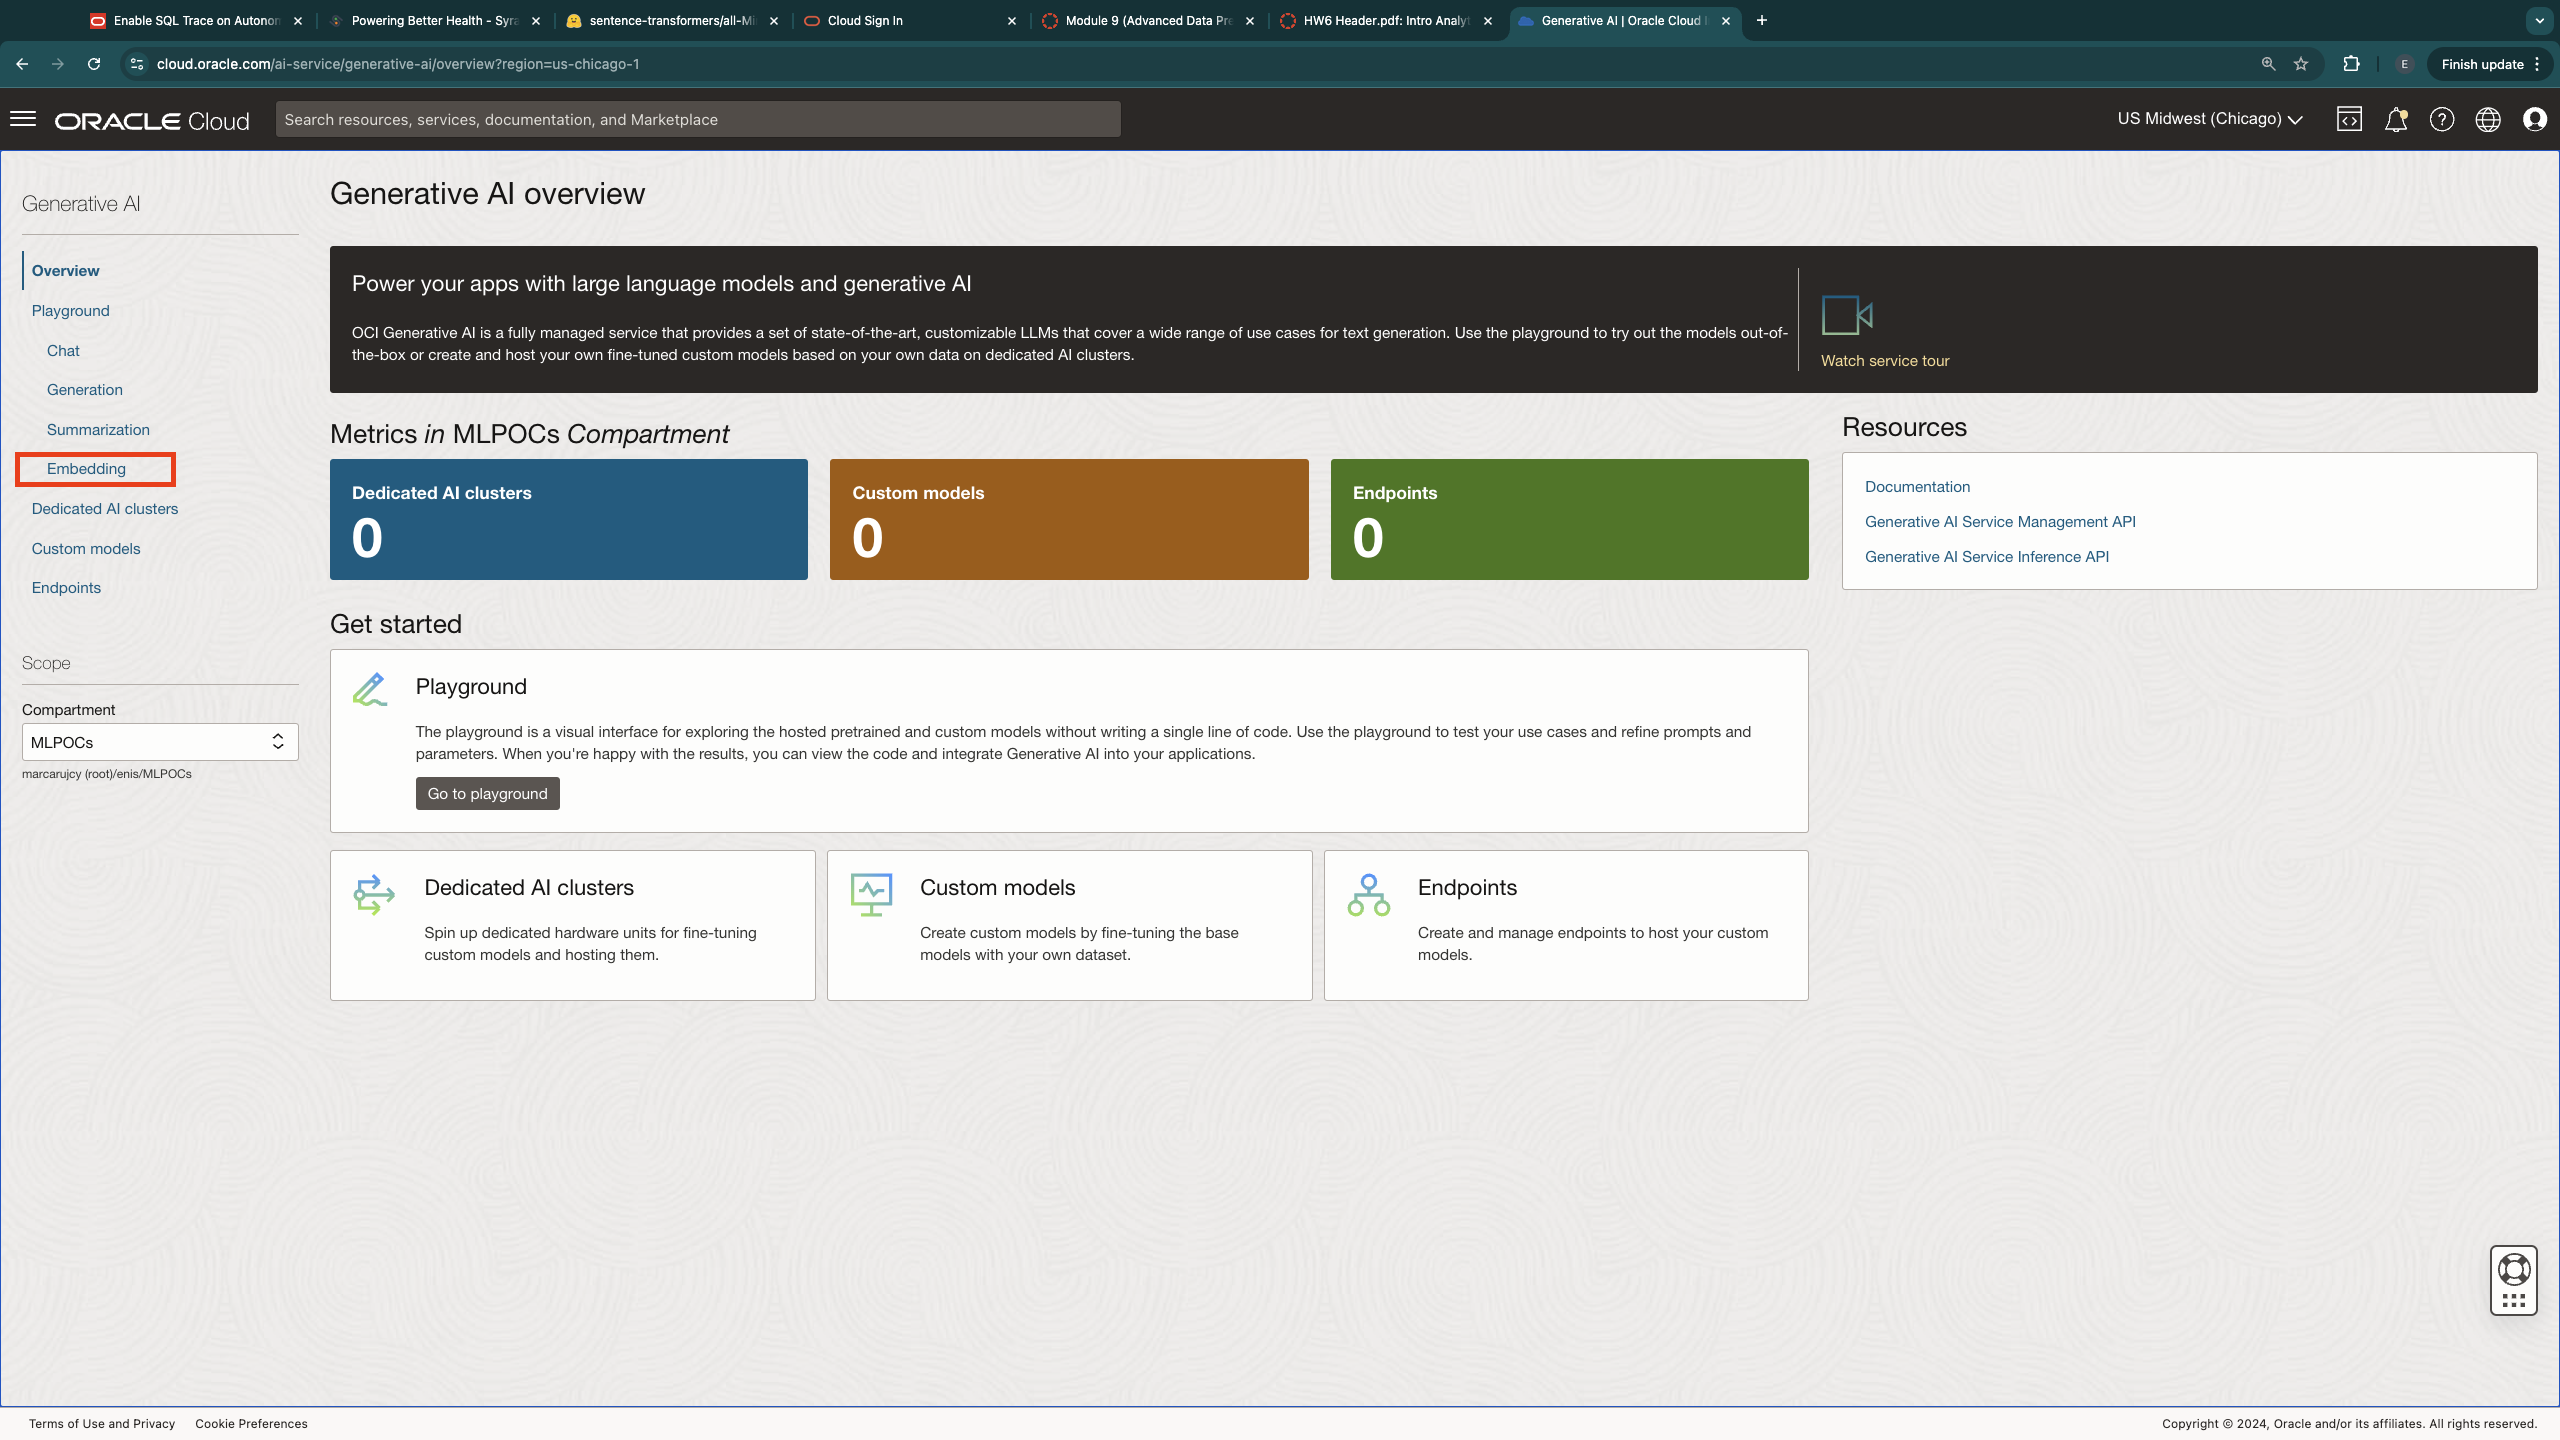 Enable SQL Trace on Autonom
Powering Better Health - Syra
sentence-transformers/all-Mi
Cloud Sign In
Module 9 (Advanced Data Pre
HW6 Header.pdf: Intro Analyt
Generative AI | Oracle Cloud I
cloud.oracle.com/ai-service/generative-ai/overview?region=us-chicago-1
E
Finish update
ORACLE Cloud
Search resources, services, documentation, and Marketplace
US Midwest (Chicago)
Generative AI
Overview
Playground
Chat
Generation
Summarization
Embedding
Dedicated AI clusters
Custom models
Endpoints
Scope
Compartment
MLPOCs
marcarujcy (root)/enis/MLPOCs
Generative AI overview
Power your apps with large language models and generative AI
OCI Generative AI is a fully managed service that provides a set of state-of-the-art, customizable LLMs that cover a wide range of use cases for text generation. Use the playground to try out the models out-of-
the-box or create and host your own fine-tuned custom models based on your own data on dedicated AI clusters.
Watch service tour
Metrics in MLPOCs Compartment
Dedicated AI clusters
0
Custom models
0
Endpoints
0
Resources
Documentation
Generative AI Service Management API
Generative AI Service Inference API
Get started
Playground
The playground is a visual interface for exploring the hosted pretrained and custom models without writing a single line of code. Use the playground to test your use cases and refine prompts and
parameters. When you're happy with the results, you can view the code and integrate Generative AI into your applications.
Go to playground
Dedicated AI clusters
Spin up dedicated hardware units for fine-tuning
custom models and hosting them.
Custom models
Create custom models by fine-tuning the base
models with your own dataset.
Endpoints
Create and manage endpoints to host your custom
models.
Terms of Use and Privacy
Cookie Preferences
Copyright © 2024, Oracle and/or its affiliates. All rights reserved.